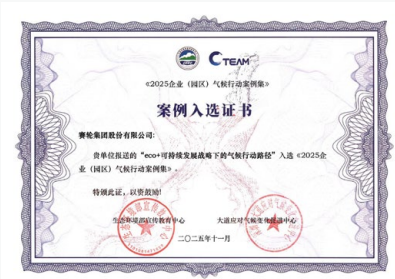 CTEAM
《2025企业（园区）气候行动案例集》
案例入选证书
赛轮集团股份有限公司：
贵单位报送的“eco+可持续发展战略下的气候行动路径”入选《2025企
业（园区）气候行动案例集》。
特颁此证，以资鼓励！
生态环境部宣传教育中心 大道应对气候变化促进中心
二〇二五年十一月